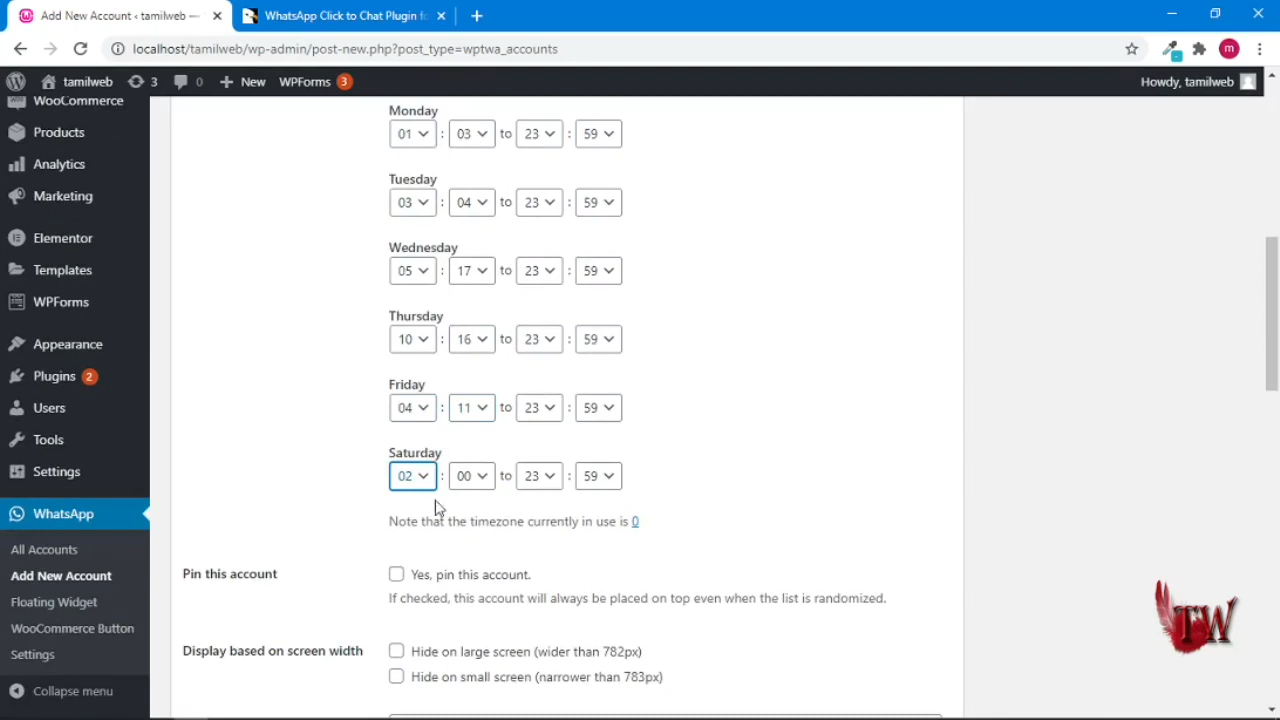 Add New Account ‹ tamilweb —
WhatsApp Click to Chat Plugin fo
localhost/tamilweb/wp-admin/post-new.php?post_type=wptwa_accounts
m
tamilweb 3 0 New WPForms 3 Howdy, tamilweb
WooCommerce
Products
Analytics
Marketing
Elementor
Templates
WPForms
Appearance
Plugins 2
Users
Tools
Settings
WhatsApp
All Accounts
Add New Account
Floating Widget
WooCommerce Button
Settings
Collapse menu
Monday
01 : 03 to 23 : 59
Tuesday
03 : 04 to 23 : 59
Wednesday
05 : 17 to 23 : 59
Thursday
10 : 16 to 23 : 59
Friday
04 : 11 to 23 : 59
Saturday
02 : 00 to 23 : 59
Note that the timezone currently in use is 0
Pin this account
Yes, pin this account.
If checked, this account will always be placed on top even when the list is randomized.
Display based on screen width
Hide on large screen (wider than 782px)
Hide on small screen (narrower than 783px)
TW